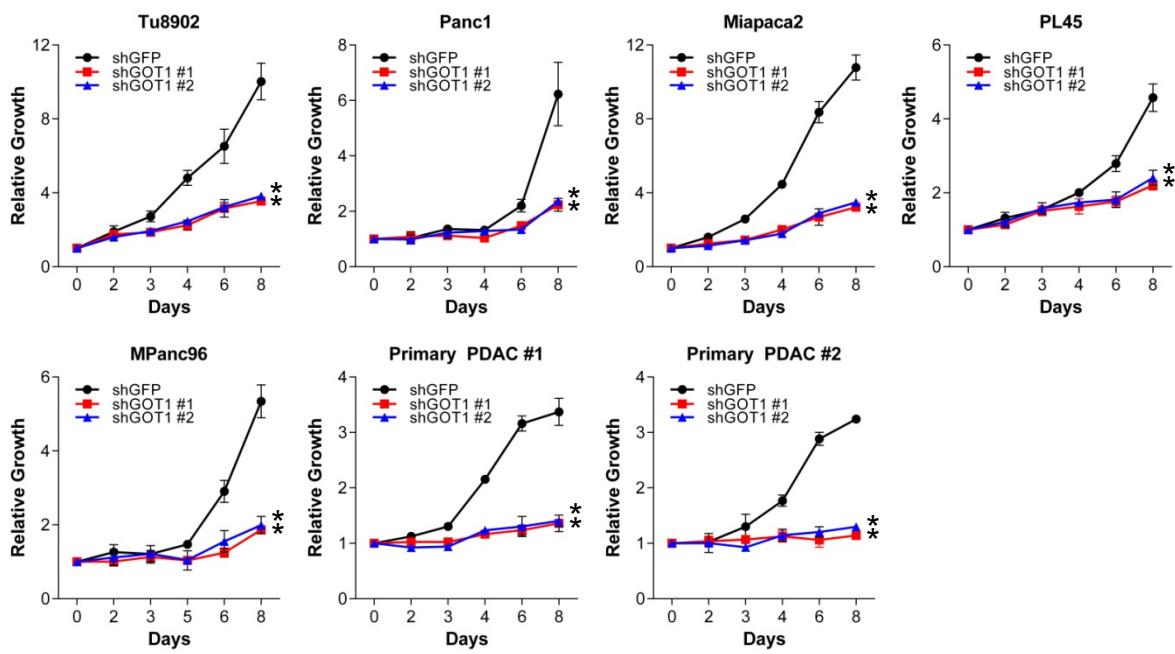 Tu8902
Relative Growth
12
8
4
0
shGFP
shGOT1 #1
shGOT1 #2
*
*
0 2 3 4 6 8
Days
Panc1
Relative Growth
8
6
4
2
0
shGFP
shGOT1 #1
shGOT1 #2
*
*
0 2 3 4 6 8
Days
Miapaca2
Relative Growth
12
8
4
0
shGFP
shGOT1 #1
shGOT1 #2
*
*
0 2 3 4 6 8
Days
PL45
Relative Growth
6
4
2
0
shGFP
shGOT1 #1
shGOT1 #2
*
*
0 2 3 4 6 8
Days
MPanc96
Relative Growth
6
4
2
0
shGFP
shGOT1 #1
shGOT1 #2
*
*
0 2 3 5 6 8
Days
Primary PDAC #1
Relative Growth
4
3
2
1
0
shGFP
shGOT1 #1
shGOT1 #2
*
*
0 2 3 4 6 8
Days
Primary PDAC #2
Relative Growth
4
3
2
1
0
shGFP
shGOT1 #1
shGOT1 #2
*
*
0 2 3 4 6 8
Days